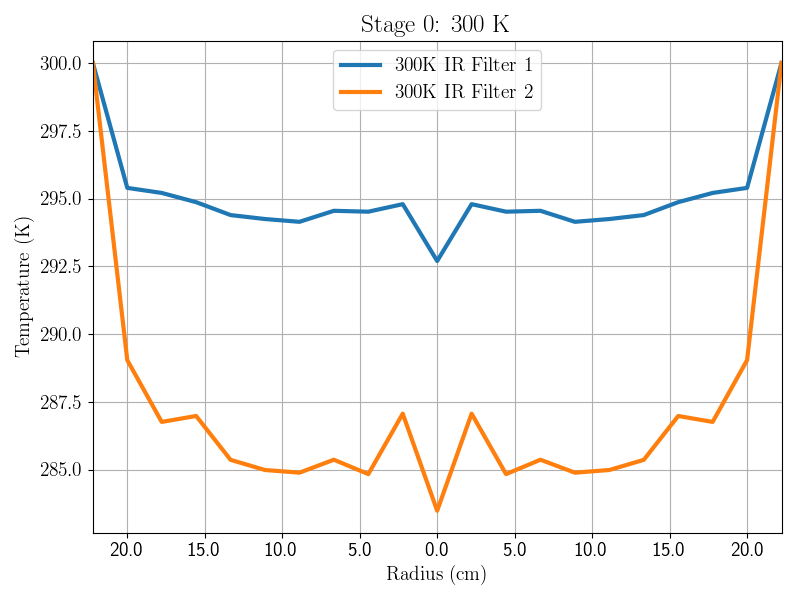 Stage 0: 300 K
300K IR Filter 1
300K IR Filter 2
300.0
297.5
295.0
292.5
290.0
287.5
285.0
Temperature (K)
20.0 15.0 10.0 5.0 0.0 5.0 10.0 15.0 20.0
Radius (cm)